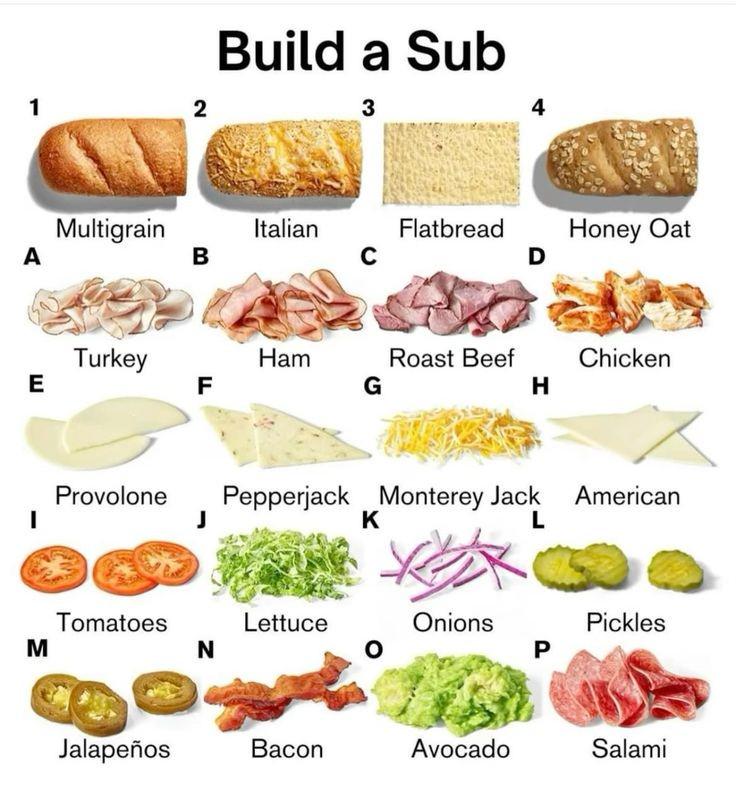 Build a Sub
1 2 3 4
Multigrain Italian Flatbread Honey Oat
A B C D
Turkey Ham Roast Beef Chicken
E F G H
Provolone Pepperjack Monterey Jack American
I J K L
Tomatoes Lettuce Onions Pickles
M N O P
Jalapeños Bacon Avocado Salami